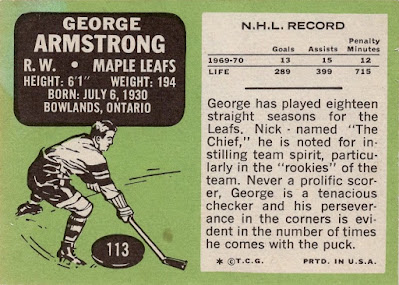 GEORGE
ARMSTRONG
R. W. • MAPLE LEAFS
HEIGHT: 6'1" WEIGHT: 194
BORN: JULY 6, 1930
BOWLANDS, ONTARIO
113
N.H.L. RECORD
Goals Assists Penalty Minutes
1969-70 13 15 12
LIFE 289 399 715
George has played eighteen
straight seasons for the
Leafs. Nick - named "The
Chief," he is noted for in-
stilling team spirit, particu-
larly in the "rookies" of
the team. Never a prolific scor-
er, George is a tenacious
checker and his persever-
ance in the corners is evi-
dent in the number of times
he comes with the puck.
* © T.C.G. PRTD. IN U.S.A.